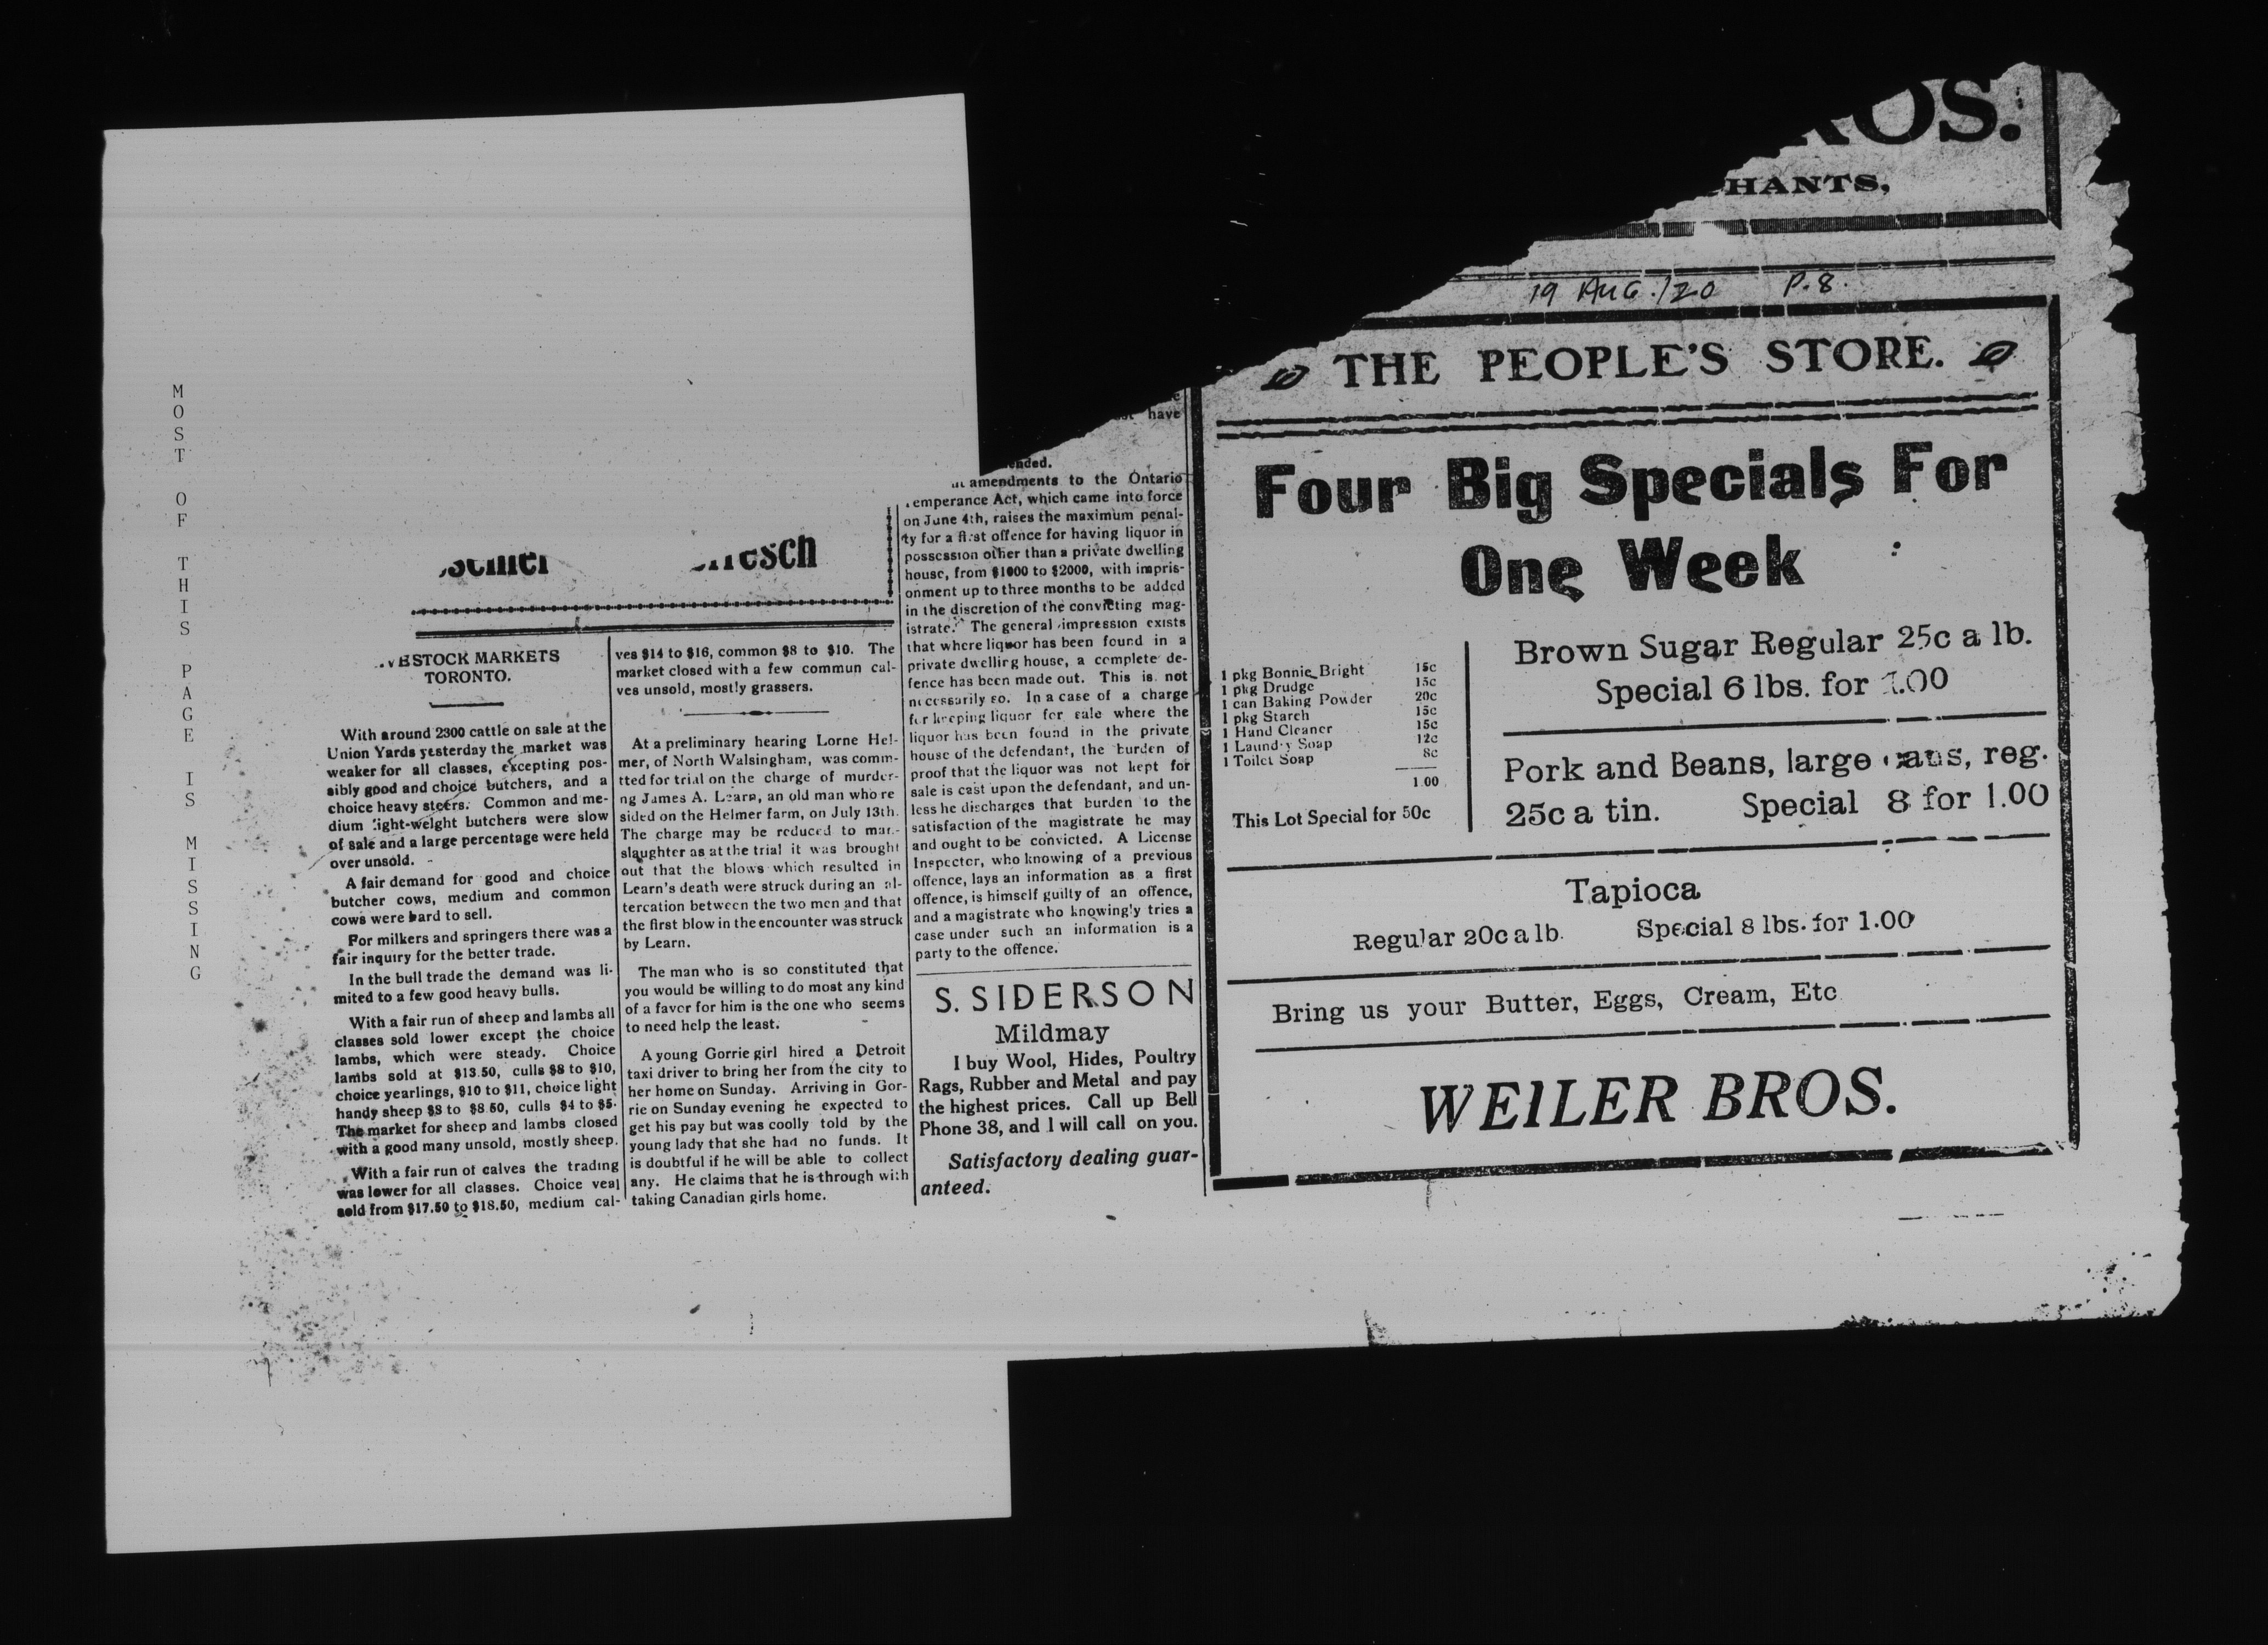 MOST OF THIS PAGE IS MISSING
STOCK MARKETS
TORONTO.
With around 2300 cattle on sale at the
Union Yards yesterday the market was
weaker for all classes, excepting pos-
sibly good and choice butchers, and a
choice heavy steers. Common and me-
dium light-weight butchers were slow
of sale and a large percentage were held
over unsold.
A fair demand for good and choice
butcher cows, medium and common
cows were hard to sell.
For milkers and springers there was a
fair inquiry for the better trade.
In the bull trade the demand was li-
mited to a few good heavy bulls.
With a fair run of sheep and lambs all
classes sold lower except the choice
lambs, which were steady. Choice
lambs sold at $13.50, culls $8 to $10,
choice yearlings, $10 to $11, choice light
handy sheep $8 to $8.50, culls $4 to $5.
The market for sheep and lambs closed
with a good many unsold, mostly sheep.
With a fair run of calves the trading
was lower for all classes. Choice veal
sold from $17.50 to $18.50, medium cal-
ves $14 to $16, common $8 to $10. The
market closed with a few commun cal-
ves unsold, mostly grassers.
At a preliminary hearing Lorne Hel-
mer, of North Walsingham, was comm-
tted for trial on the charge of murder-
ng James A. Learn, an old man who re
sided on the Helmer farm, on July 13th.
The charge may be reduced to man-
slaughter as at the trial it was brought
out that the blows which resulted in
Learn's death were struck during an al-
tercation between the two men and that
the first blow in the encounter was struck
by Learn.
The man who is so constituted that
you would be willing to do most any kind
of a favor for him is the one who seems
to need help the least.
A young Gorrie girl hired a Detroit
taxi driver to bring her from the city to
her home on Sunday. Arriving in Gor-
rie on Sunday evening he expected to
get his pay but was coolly told by the
young lady that she had no funds. It
is doubtful if he will be able to collect
any. He claims that he is through with
taking Canadian girls home.
have
amendments to the Ontario
Temperance Act, which came into force
on June 4th, raises the maximum penal-
ty for a first offence for having liquor in
possession other than a private dwelling
house, from $1000 to $2000, with impris-
onment up to three months to be added
in the discretion of the convicting mag-
istrate. The general impression exists
that where liquor has been found in a
private dwelling house, a complete de-
fence has been made out. This is not
necessarily so. In a case of a charge
for keeping liquor for sale where the
liquor has been found in the private
house of the defendant, the burden of
proof that the liquor was not kept for
sale is cast upon the defendant, and un-
less he discharges that burden to the
satisfaction of the magistrate he may
and ought to be convicted. A License
Inspector, who knowing of a previous
offence, lays an information as a first
offence, is himself guilty of an offence,
and a magistrate who knowingly tries a
case under such an information is a
party to the offence.
S. SIDERSON
Mildmay
I buy Wool, Hides, Poultry
Rags, Rubber and Metal and pay
the highest prices. Call up Bell
Phone 38, and I will call on you.
Satisfactory dealing guar-
anteed.
OS.
HANTS,
19 AUG./20 P.8.
THE PEOPLE'S STORE.
Four Big Specials For
One Week
1 pkg Bonnie Bright 15c
1 pkg Drudge 15c
1 can Baking Powder 20c
1 pkg Starch 15c
1 Hand Cleaner 15c
1 Laundry Soap 12c
1 Toilet Soap 8c
1.00
This Lot Special for 50c
Brown Sugar Regular 25c a lb.
Special 6 lbs. for 1.00
Pork and Beans, large cans, reg.
25c a tin. Special 8 for 1.00
Tapioca
Regular 20c a lb. Special 8 lbs. for 1.00
Bring us your Butter, Eggs, Cream, Etc
WEILER BROS.